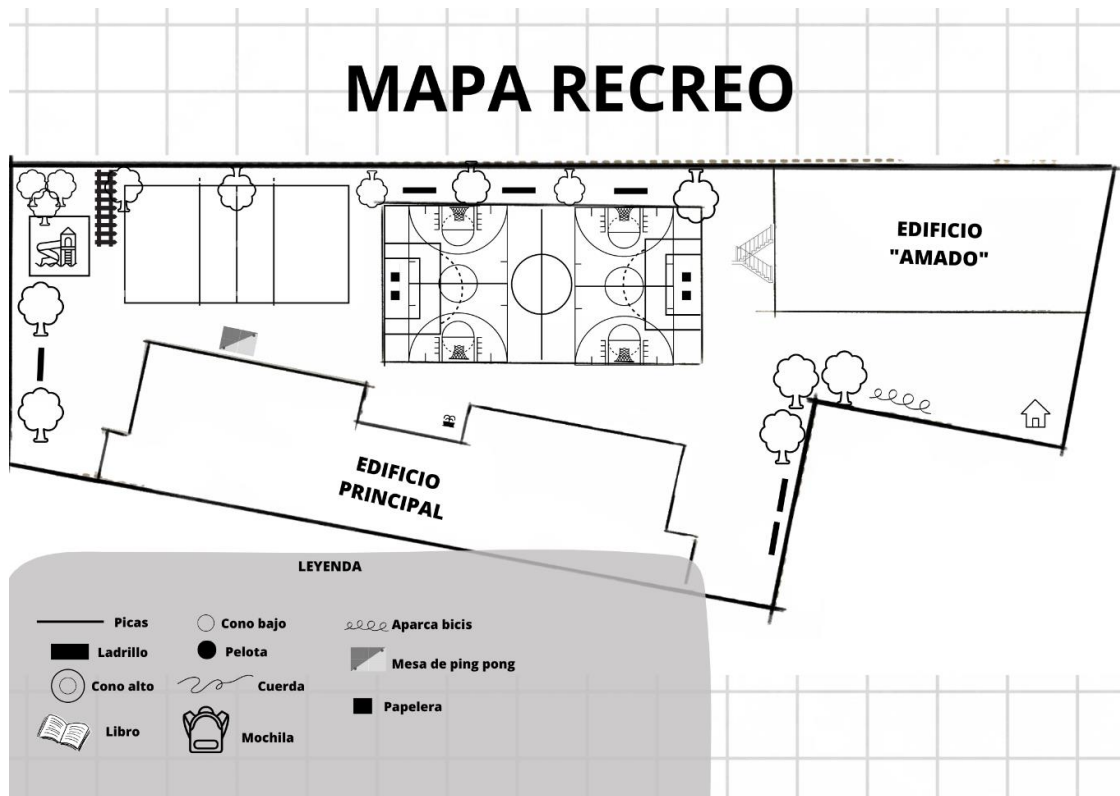 MAPA RECREO
EDIFICIO
"AMADO"
EDIFICIO
PRINCIPAL
LEYENDA
Picas
Cono bajo
Aparca bicis
Ladrillo
Pelota
Mesa de ping pong
Cono alto
Cuerda
Papelera
Libro
Mochila